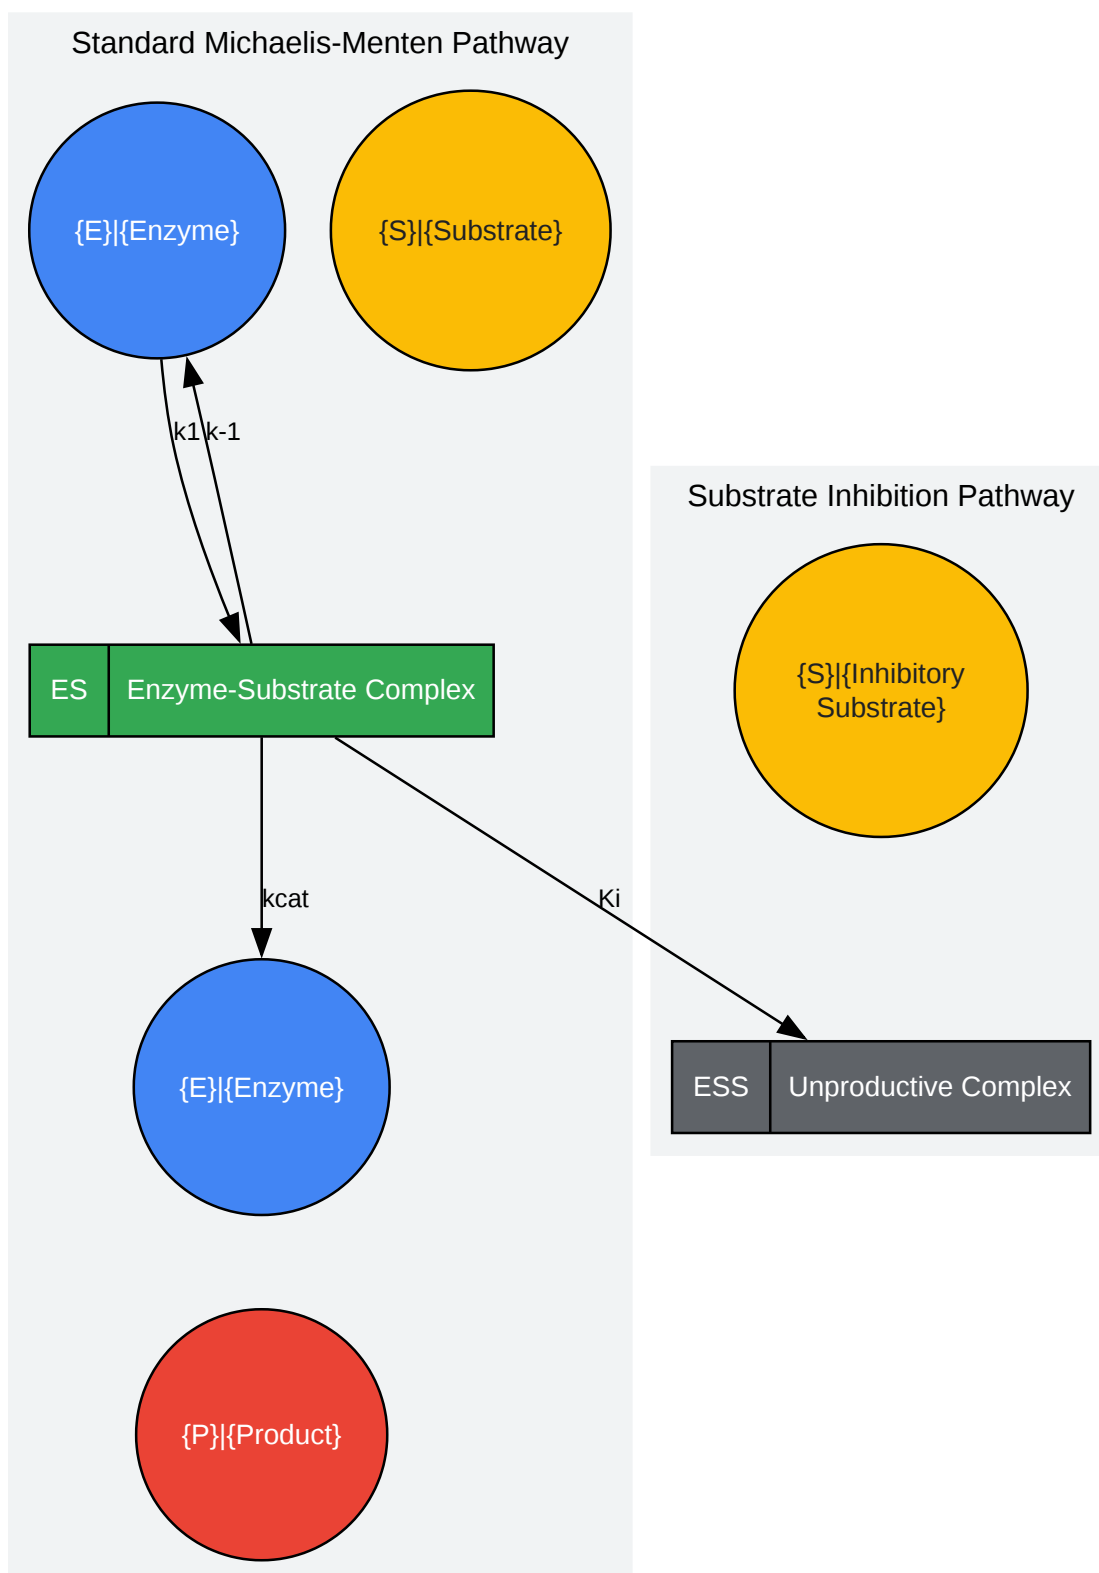 Standard Michaelis-Menten Pathway
{E}|{Enzyme}
{S}|{Substrate}
k1
k-1
Substrate Inhibition Pathway
{S}|{Inhibitory
Substrate}
ES
Enzyme-Substrate Complex
kcat
Ki
{E}|{Enzyme}
ESS
Unproductive Complex
{P}|{Product}